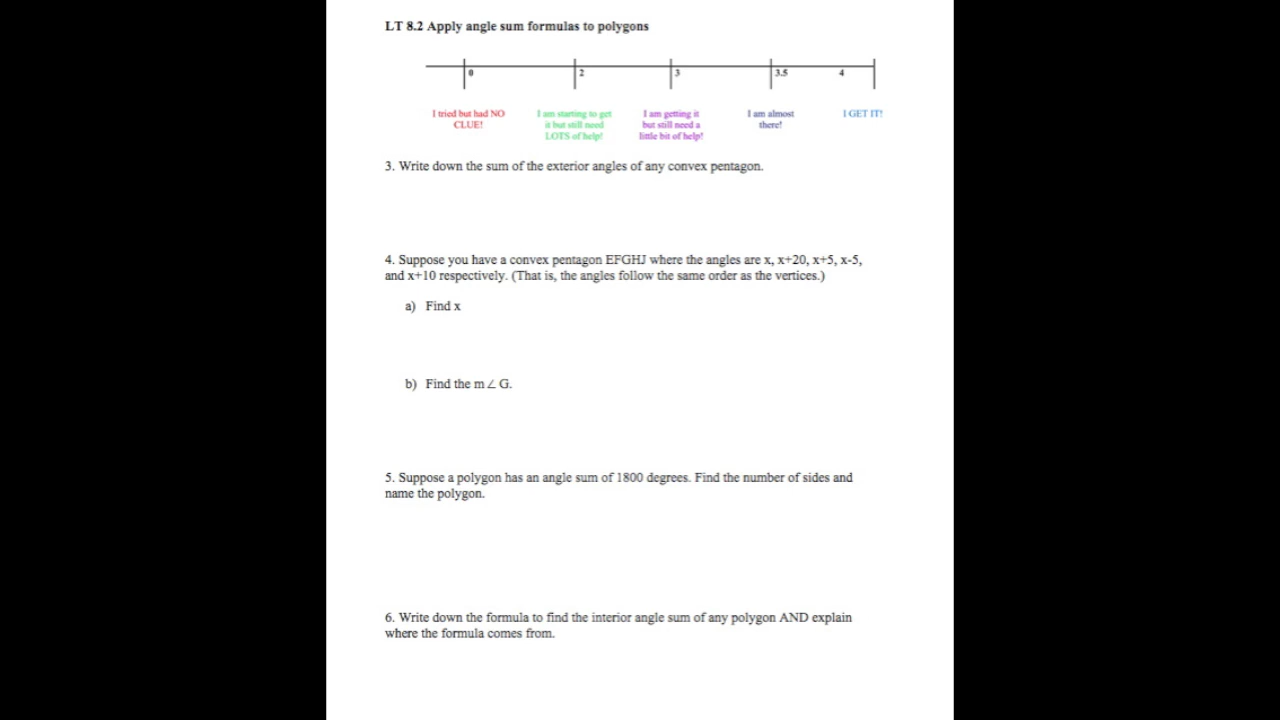 LT 8.2 Apply angle sum formulas to polygons
0 2 3 3.5 4
I tried but had NO CLUE!
I am starting to get it but still need LOTS of help!
I am getting it but still need a little bit of help!
I am almost there!
I GET IT!
3. Write down the sum of the exterior angles of any convex pentagon.
4. Suppose you have a convex pentagon EFGHJ where the angles are x, x+20, x+5, x-5,
and x+10 respectively. (That is, the angles follow the same order as the vertices.)
a) Find x
b) Find the m∠ G.
5. Suppose a polygon has an angle sum of 1800 degrees. Find the number of sides and
name the polygon.
6. Write down the formula to find the interior angle sum of any polygon AND explain
where the formula comes from.